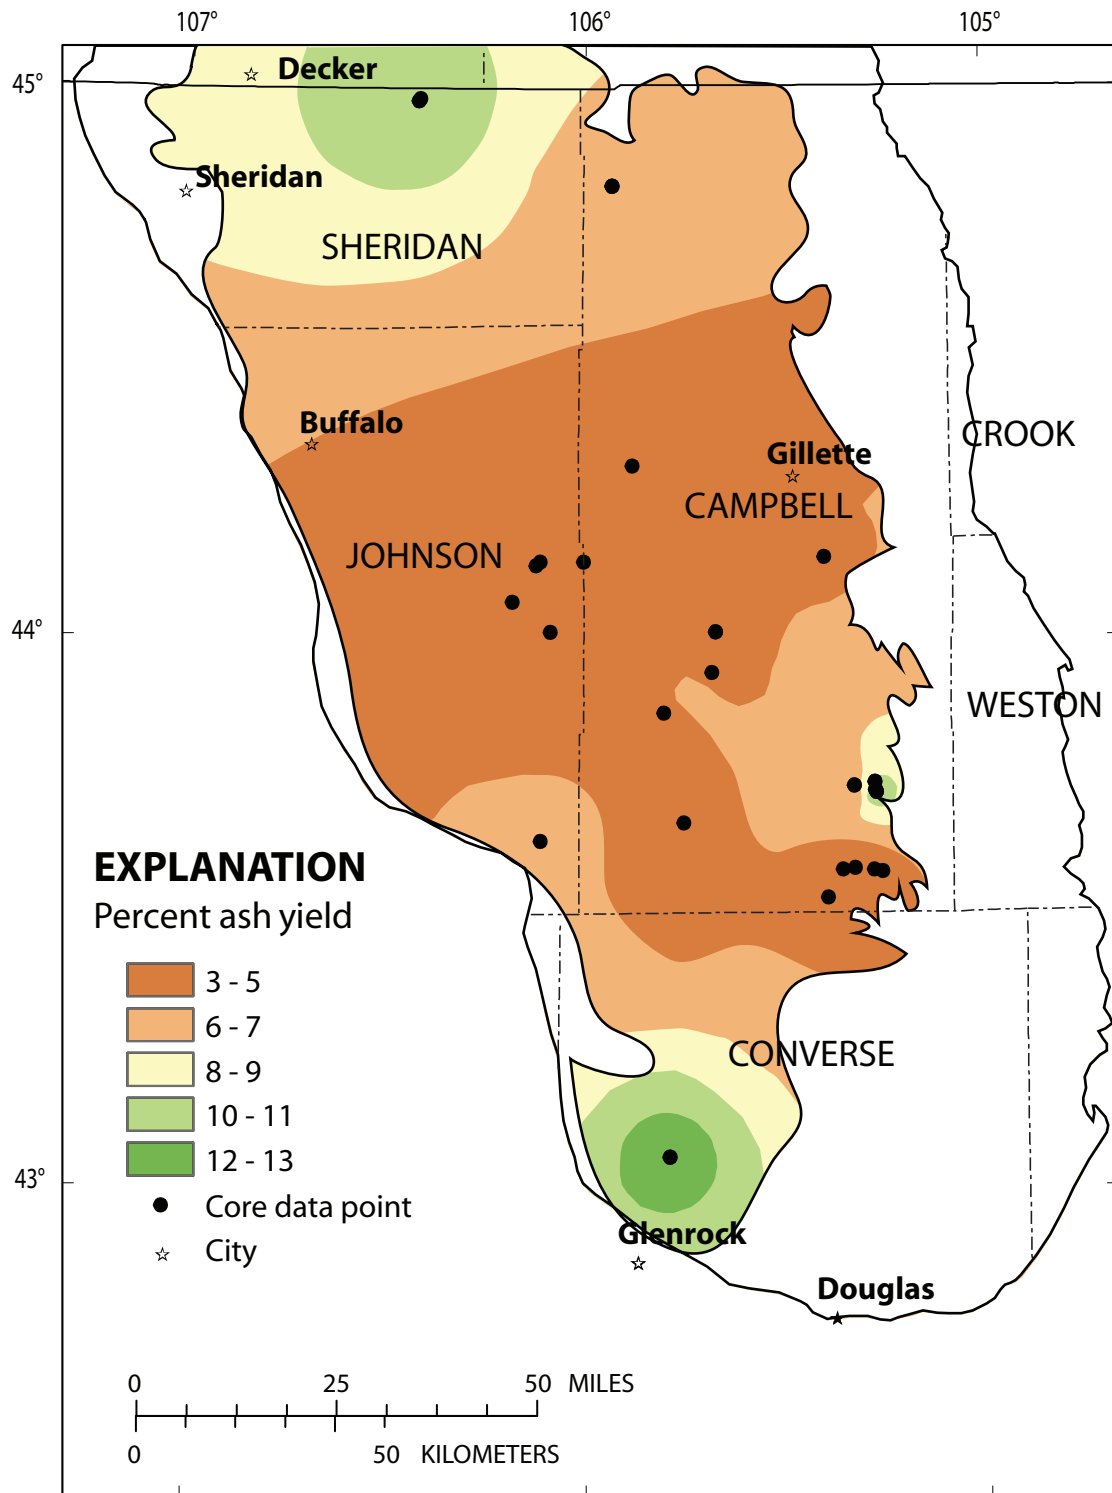 107° 106° 105°
45°
Decker
Sheridan
SHERIDAN
Buffalo
CROOK
Gillette
CAMPBELL
JOHNSON
44°
WESTON
EXPLANATION
Percent ash yield
3 - 5
6 - 7
8 - 9
10 - 11
12 - 13
Core data point
City
CONVERSE
43°
Glenrock
Douglas
0 25 50 MILES
0 50 KILOMETERS